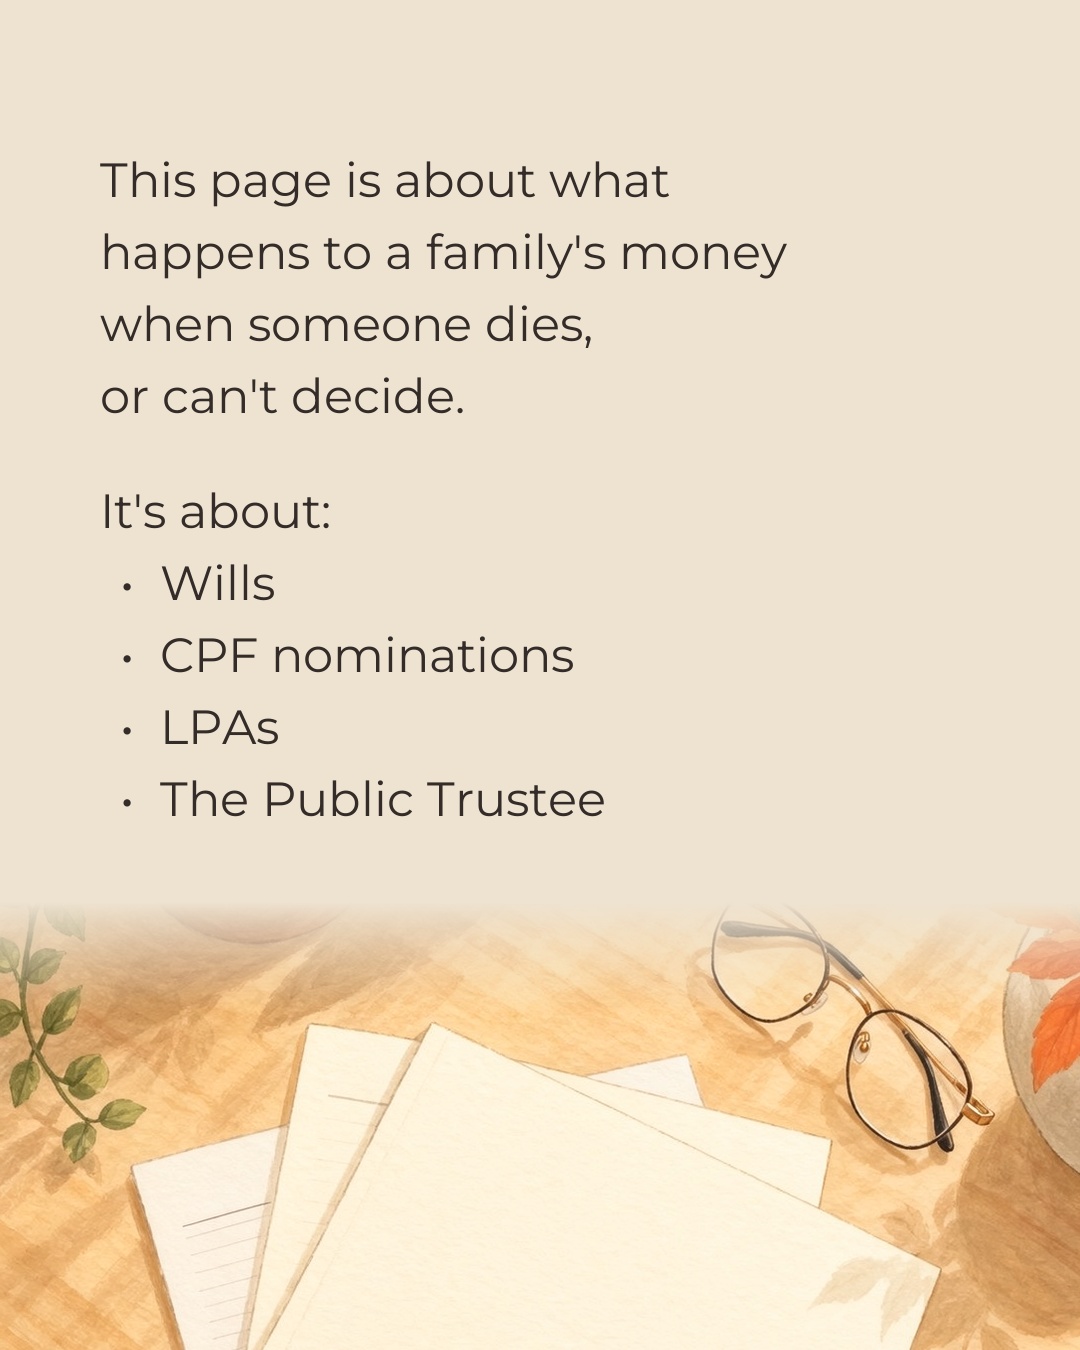 This page is about what
happens to a family's money
when someone dies,
or can't decide.
It's about:
• Wills
• CPF nominations
• LPAs
• The Public Trustee